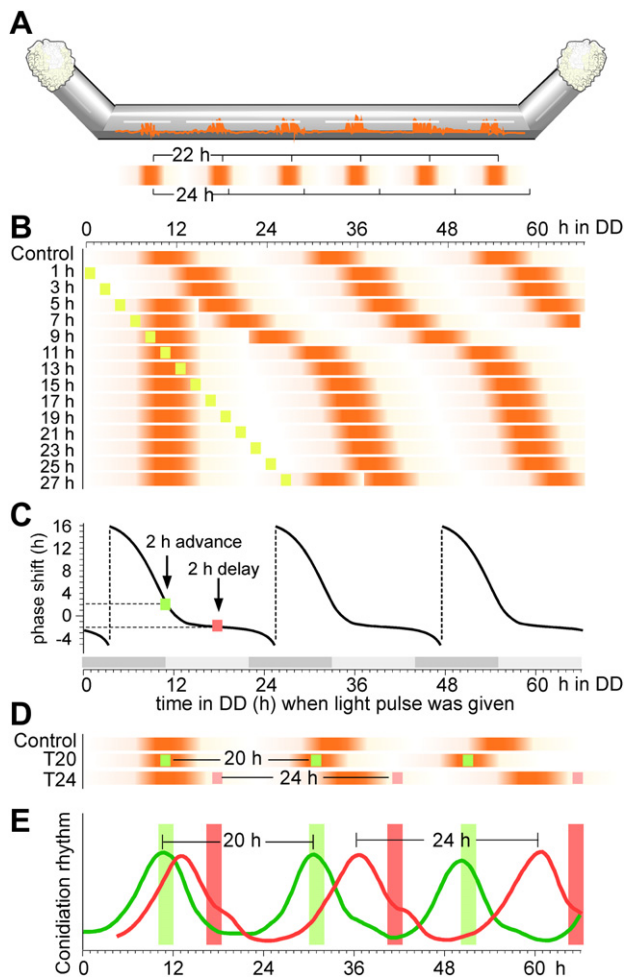 A
22 h
24 h
B
0 12 24 36 48 60 h in DD
Control
1 h
3 h
5 h
7 h
9 h
11 h
13 h
15 h
17 h
19 h
21 h
23 h
25 h
27 h
C
phase shift (h)
16
12
8
4
0
-4
2 h advance
2 h delay
0 12 24 36 48 60 h in DD
time in DD (h) when light pulse was given
D
Control
T20 20 h
T24 24 h
E
Conidiation rhythm
20 h 24 h
0 12 24 36 48 60 h